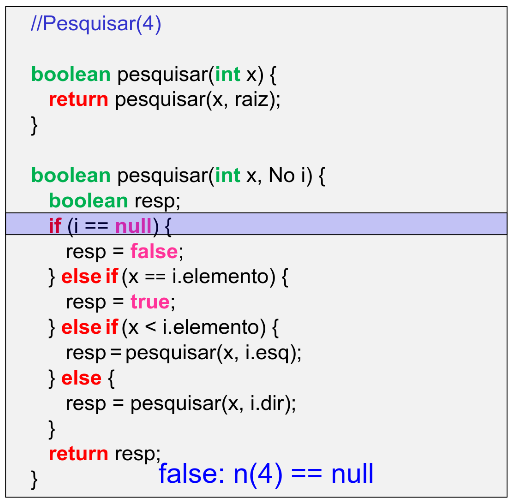 //Pesquisar(4)
boolean pesquisar(int x) {
return pesquisar(x, raiz);
}
boolean pesquisar(int x, No i) {
boolean resp;
if (i == null) {
resp = false;
} else if (x == i.elemento) {
resp = true;
} else if (x < i.elemento) {
resp = pesquisar(x, i.esq);
} else {
resp = pesquisar(x, i.dir);
}
return resp;
}
false: n(4) == null